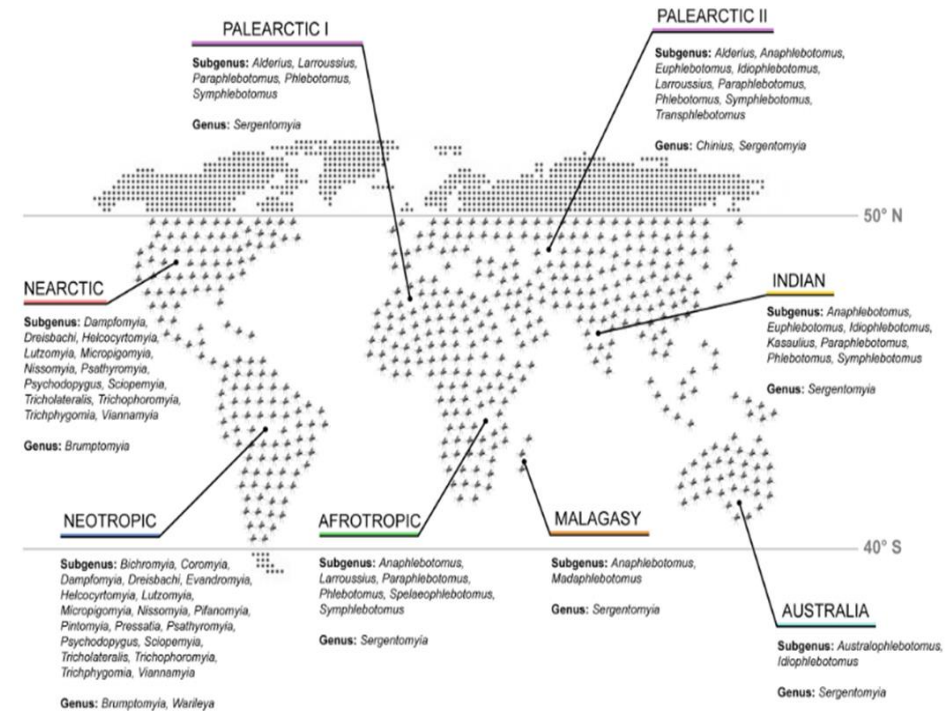 PALEARCTIC I
Subgenus: Alderius, Larroussius,
Paraphlebotomus, Phlebotomus,
Symphlebotomus
Genus: Sergentomyia
PALEARCTIC II
Subgenus: Alderius, Anaphlebotomus,
Euphlebotomus, Idiophlebotomus,
Larroussius, Paraphlebotomus,
Phlebotomus, Symphlebotomus,
Transphlebotomus
Genus: Chinius, Sergentomyia
50° N
NEARCTIC
Subgenus: Dampfomyia,
Dreisbachi, Helcocyrtomyia,
Lutzomyia, Micropigomyia,
Nissomyia, Psathyromyia,
Psychodopygus, Sciopemyia,
Tricholateralis, Trichophoromyia,
Trichphygomia, Viannamyia
Genus: Brumptomyia
INDIAN
Subgenus: Anaphlebotomus,
Euphlebotomus, Idiophlebotomus,
Kasaulius, Paraphlebotomus,
Phlebotomus, Symphlebotomus
Genus: Sergentomyia
NEOTROPIC
Subgenus: Bichromyia, Coromyia,
Dampfomyia, Dreisbachi, Evandromyia,
Helcocyrtomyia, Lutzomyia,
Micropigomyia, Nissomyia, Pifanomyia,
Pintomyia, Pressatia, Psathyromyia,
Psychodopygus, Sciopemyia,
Tricholateralis, Trichophoromyia,
Trichphygomia, Viannamyia
Genus: Brumptomyia, Warileya
AFROTROPIC
Subgenus: Anaphlebotomus,
Larroussius, Paraphlebotomus,
Phlebotomus, Spelaeophlebotomus,
Symphlebotomus
Genus: Sergentomyia
MALAGASY
Subgenus: Anaphlebotomus,
Madaphlebotomus
Genus: Sergentomyia
40° S
AUSTRALIA
Subgenus: Australophlebotomus,
Idiophlebotomus
Genus: Sergentomyia